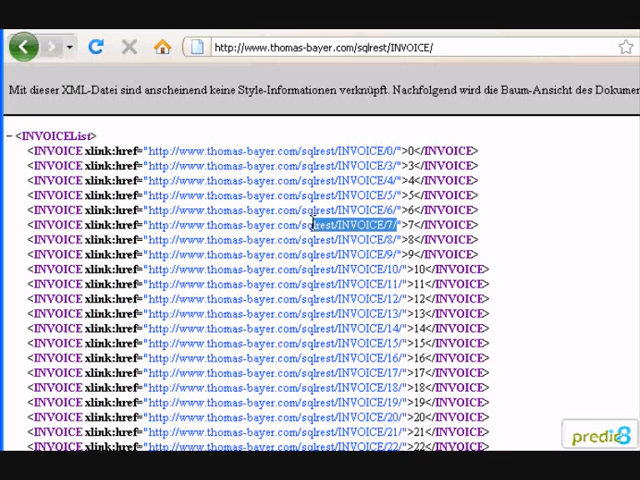 http://www.thomas-bayer.com/sqlrest/INVOICE/
Mit dieser XML-Datei sind anscheinend keine Style-Informationen verknüpft. Nachfolgend wird die Baum-Ansicht des Dokumen
− <INVOICEList>
<INVOICE xlink:href="http://www.thomas-bayer.com/sqlrest/INVOICE/0/">0</INVOICE>
<INVOICE xlink:href="http://www.thomas-bayer.com/sqlrest/INVOICE/3/">3</INVOICE>
<INVOICE xlink:href="http://www.thomas-bayer.com/sqlrest/INVOICE/4/">4</INVOICE>
<INVOICE xlink:href="http://www.thomas-bayer.com/sqlrest/INVOICE/5/">5</INVOICE>
<INVOICE xlink:href="http://www.thomas-bayer.com/sqlrest/INVOICE/6/">6</INVOICE>
<INVOICE xlink:href="http://www.thomas-bayer.com/sqlrest/INVOICE/7/">7</INVOICE>
<INVOICE xlink:href="http://www.thomas-bayer.com/sqlrest/INVOICE/8/">8</INVOICE>
<INVOICE xlink:href="http://www.thomas-bayer.com/sqlrest/INVOICE/9/">9</INVOICE>
<INVOICE xlink:href="http://www.thomas-bayer.com/sqlrest/INVOICE/10/">10</INVOICE>
<INVOICE xlink:href="http://www.thomas-bayer.com/sqlrest/INVOICE/11/">11</INVOICE>
<INVOICE xlink:href="http://www.thomas-bayer.com/sqlrest/INVOICE/12/">12</INVOICE>
<INVOICE xlink:href="http://www.thomas-bayer.com/sqlrest/INVOICE/13/">13</INVOICE>
<INVOICE xlink:href="http://www.thomas-bayer.com/sqlrest/INVOICE/14/">14</INVOICE>
<INVOICE xlink:href="http://www.thomas-bayer.com/sqlrest/INVOICE/15/">15</INVOICE>
<INVOICE xlink:href="http://www.thomas-bayer.com/sqlrest/INVOICE/16/">16</INVOICE>
<INVOICE xlink:href="http://www.thomas-bayer.com/sqlrest/INVOICE/17/">17</INVOICE>
<INVOICE xlink:href="http://www.thomas-bayer.com/sqlrest/INVOICE/18/">18</INVOICE>
<INVOICE xlink:href="http://www.thomas-bayer.com/sqlrest/INVOICE/19/">19</INVOICE>
<INVOICE xlink:href="http://www.thomas-bayer.com/sqlrest/INVOICE/20/">20</INVOICE>
<INVOICE xlink:href="http://www.thomas-bayer.com/sqlrest/INVOICE/21/">21</INVOICE>
<INVOICE xlink:href="http://www.thomas-bayer.com/sqlrest/INVOICE/22/">22</INVOICE>
predic8